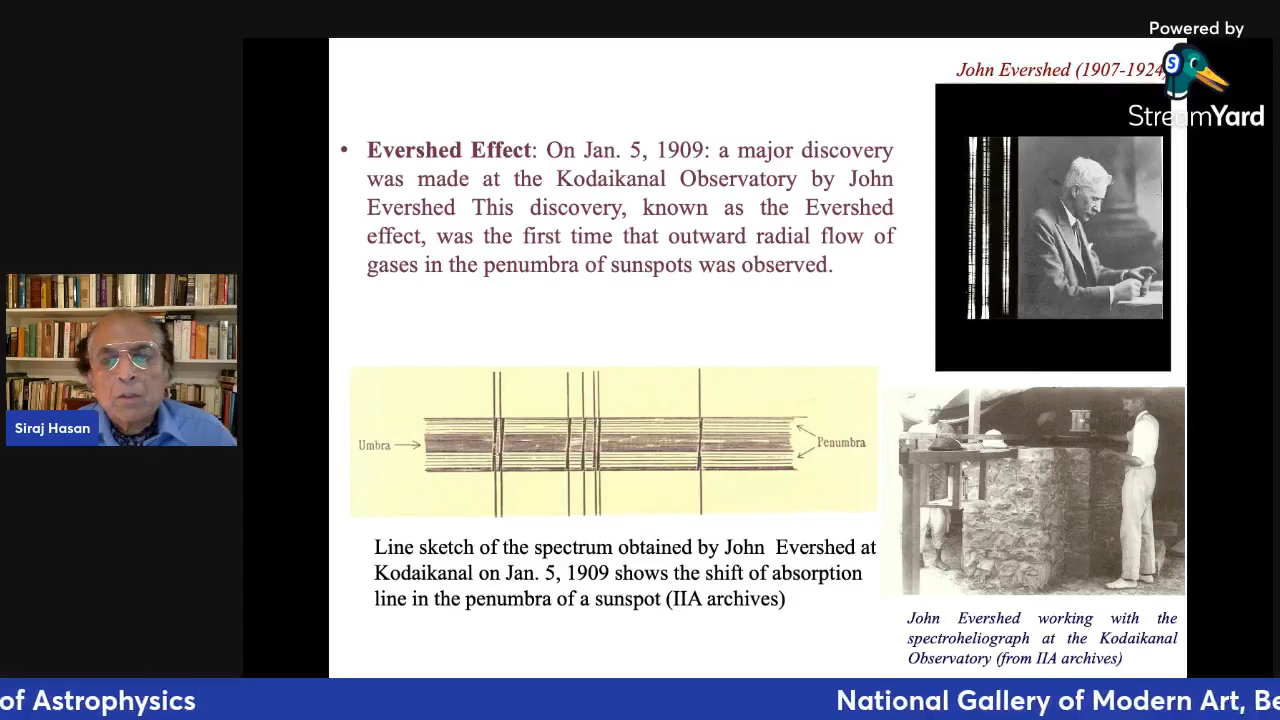 Powered by
StreamYard
John Evershed (1907-1924
• Evershed Effect: On Jan. 5, 1909: a major discovery
was made at the Kodaikanal Observatory by John
Evershed This discovery, known as the Evershed
effect, was the first time that outward radial flow of
gases in the penumbra of sunspots was observed.
Siraj Hasan
Umbra
Penumbra
Line sketch of the spectrum obtained by John Evershed at
Kodaikanal on Jan. 5, 1909 shows the shift of absorption
line in the penumbra of a sunspot (IIA archives)
John Evershed working with the
spectroheliograph at the Kodaikanal
Observatory (from IIA archives)
of Astrophysics
National Gallery of Modern Art, Be